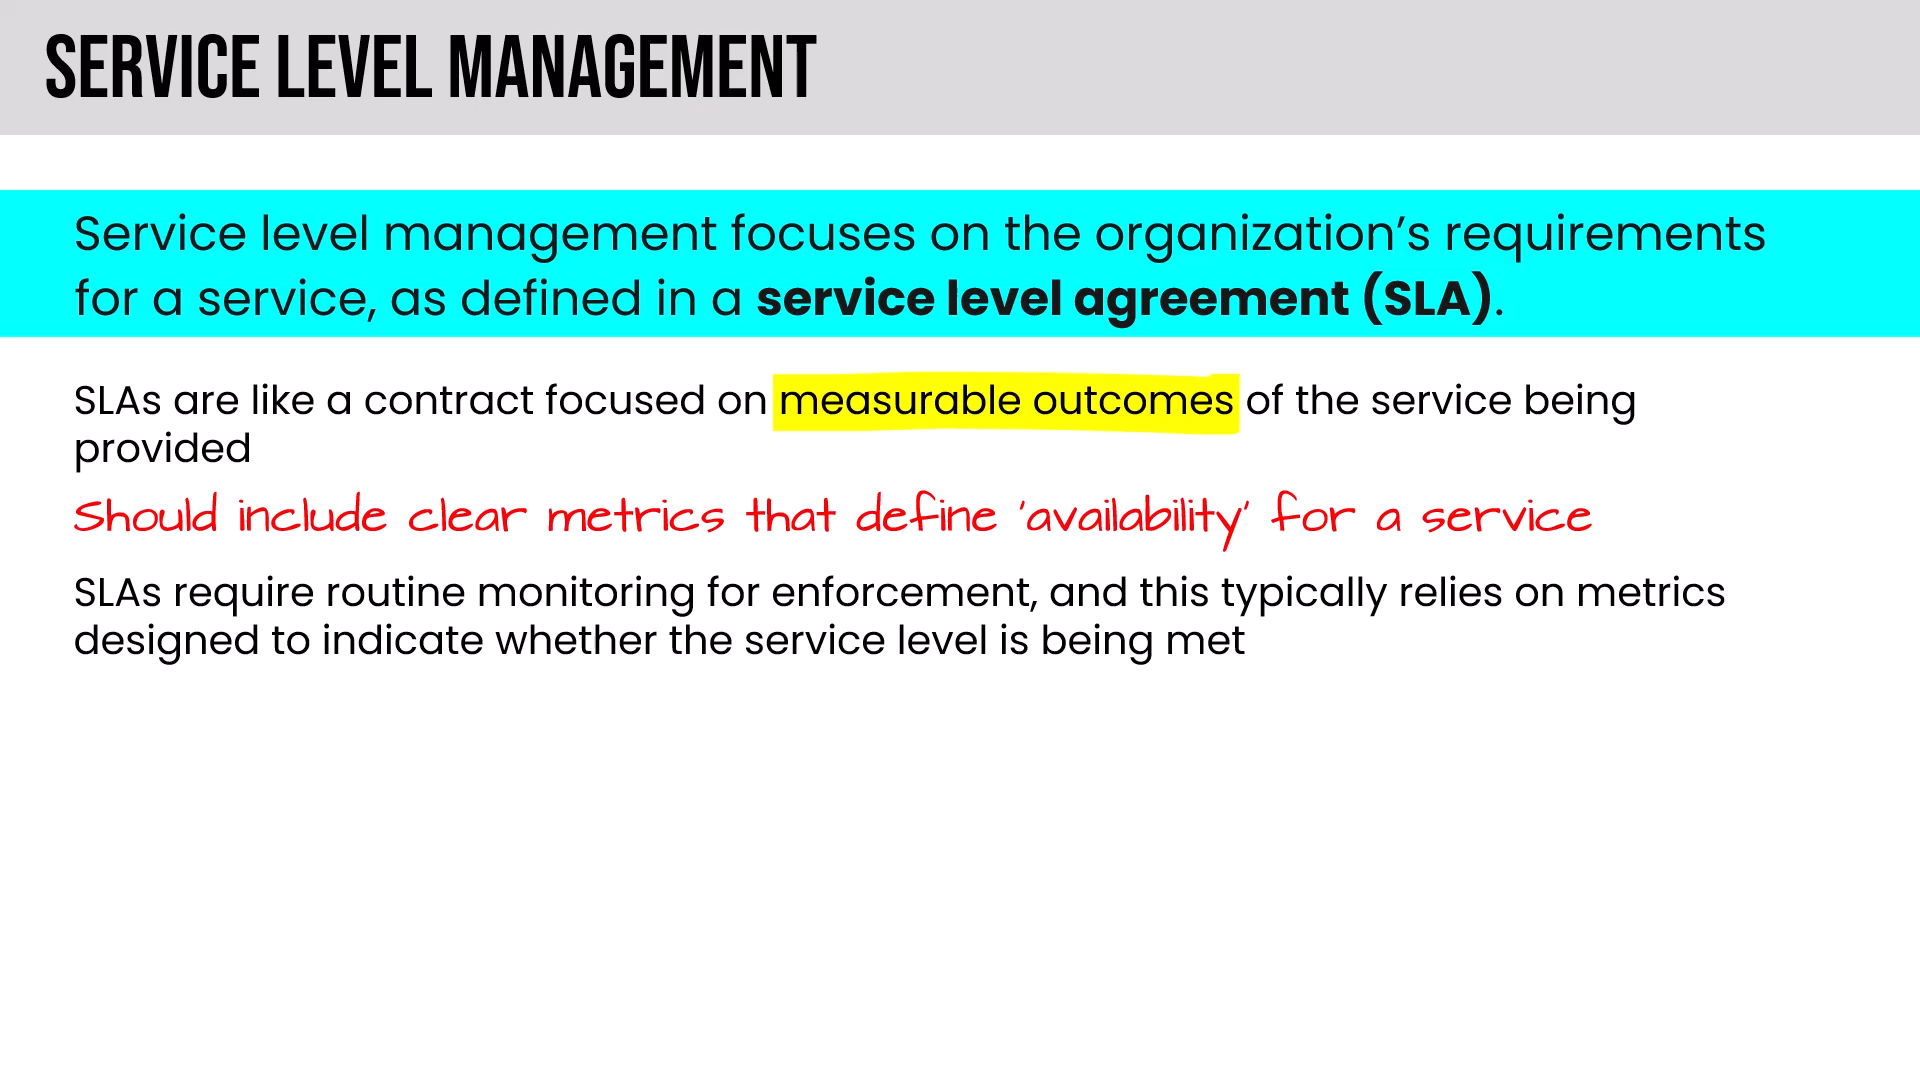 SERVICE LEVEL MANAGEMENT
Service level management focuses on the organization’s requirements
for a service, as defined in a service level agreement (SLA).
SLAs are like a contract focused on measurable outcomes of the service being
provided
Should include clear metrics that define 'availability' for a service
SLAs require routine monitoring for enforcement, and this typically relies on metrics
designed to indicate whether the service level is being met